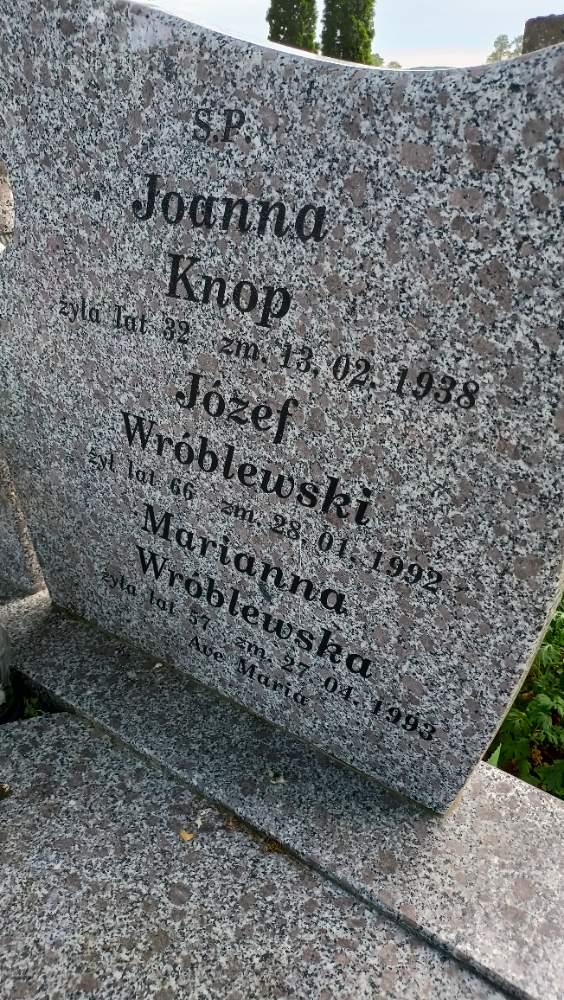 S.P.
Joanna
Knop
żyła lat 32 zm. 13. 02. 1938
Józef
Wróblewski
żył lat 66 zm. 28. 01. 1992
Marianna
Wróblewska
żyła lat 57 zm. 27. 04. 1993
Ave Maria